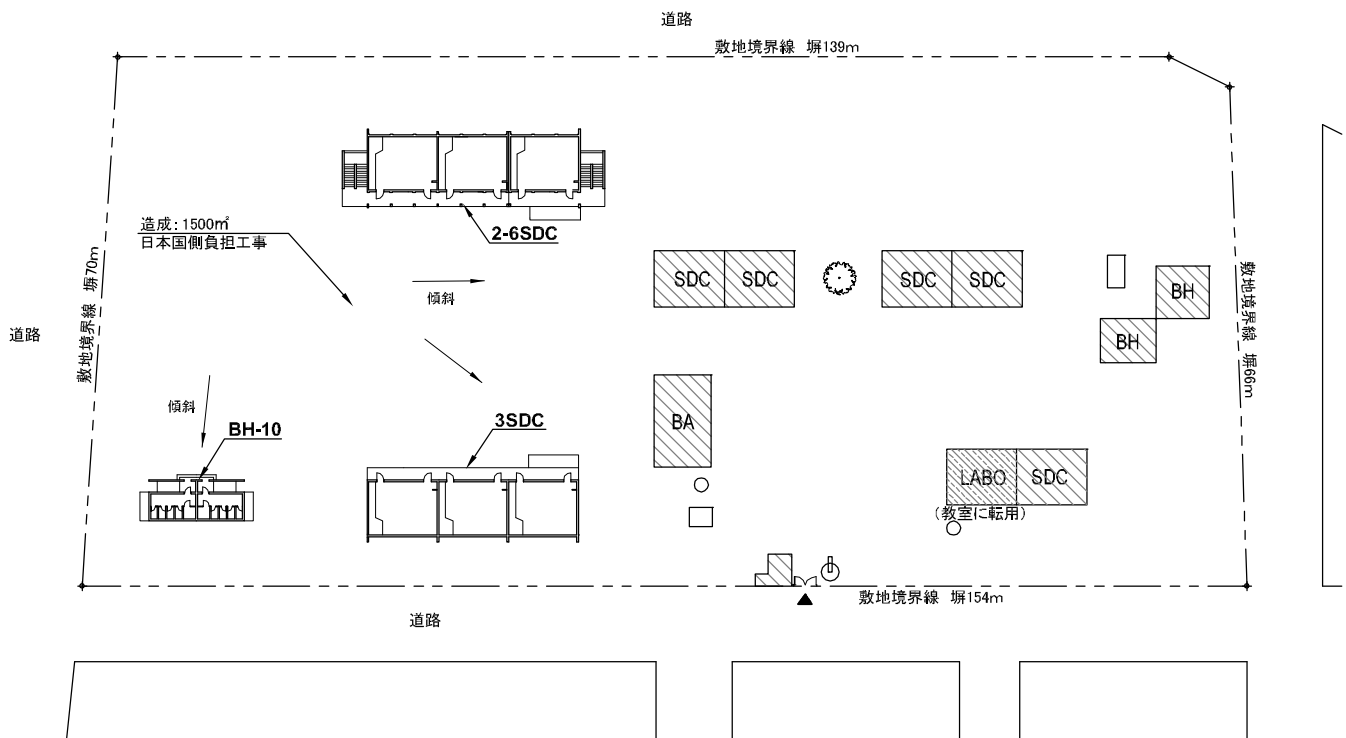 道路
敷地境界線 塀139m
造成:1500㎡
日本国側負担工事
2-6SDC
傾斜
SDC
SDC
SDC
SDC
BH
BH
敷地境界線 塀70m
道路
敷地境界線 塀66m
傾斜
BH-10
3SDC
BA
LABO
SDC
(教室に転用)
敷地境界線 塀154m
道路